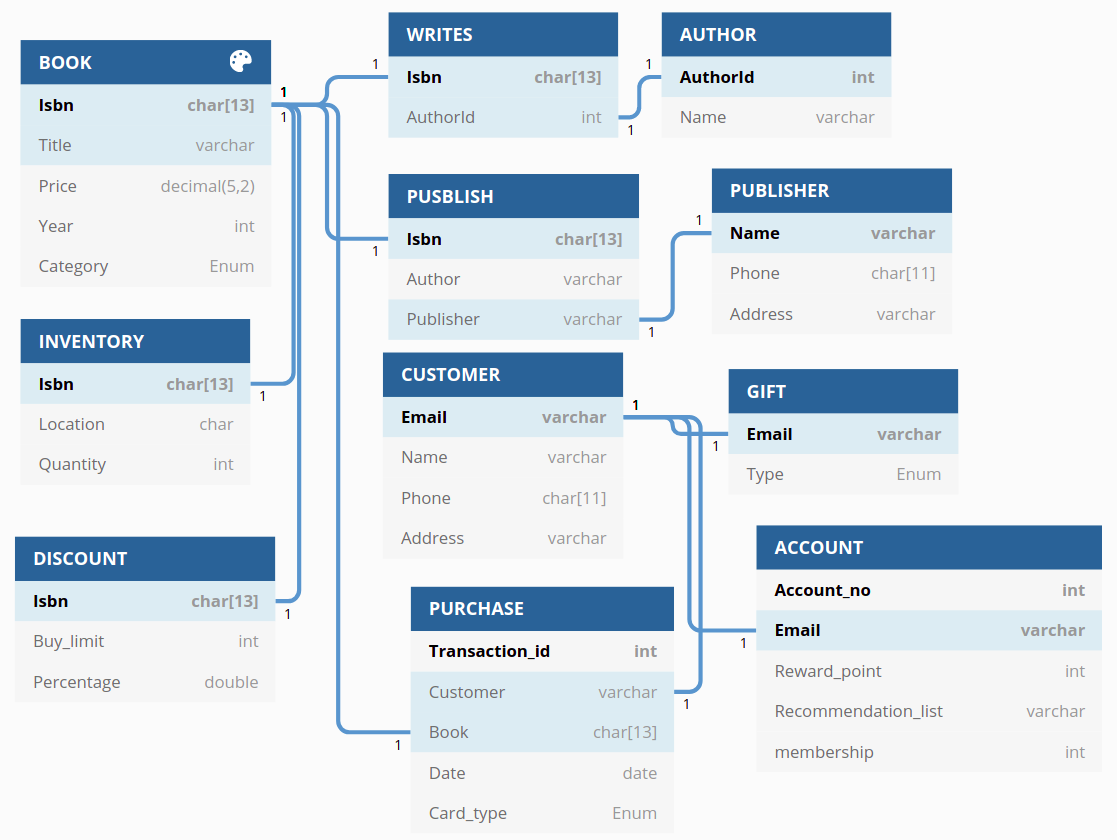 BOOK
Isbn char[13]
Title varchar
Price decimal(5,2)
Year int
Category Enum
1
1
INVENTORY
Isbn char[13]
Location char
Quantity int
1
DISCOUNT
Isbn char[13]
Buy_limit int
Percentage double
1
WRITES
Isbn char[13]
AuthorId int
1
1
AUTHOR
AuthorId int
Name varchar
1
PUSBLISH
Isbn char[13]
Author varchar
Publisher varchar
1
1
PUBLISHER
Name varchar
Phone char[11]
Address varchar
1
CUSTOMER
Email varchar
Name varchar
Phone char[11]
Address varchar
1
GIFT
Email varchar
Type Enum
1
PURCHASE
Transaction_id int
Customer varchar
Book char[13]
Date date
Card_type Enum
1
1
ACCOUNT
Account_no int
Email varchar
Reward_point int
Recommendation_list varchar
membership int
1